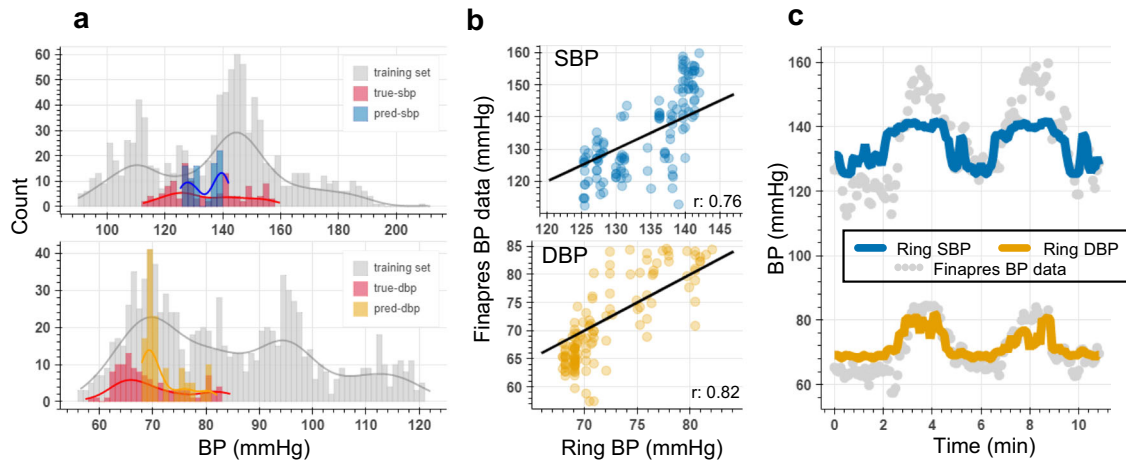 a
Count
60
50
40
30
20
10
0
training set
true-sbp
pred-sbp
100 120 140 160 180 200
40
30
20
10
0
training set
true-dbp
pred-dbp
60 70 80 90 100 110 120
BP (mmHg)
b
Finapres BP data (mmHg)
SBP
160
150
140
130
120
r: 0.76
120 125 130 135 140 145
DBP
85
80
75
70
65
60
r: 0.82
70 75 80
Ring BP (mmHg)
c
BP (mmHg)
160
140
120
100
80
60
Ring SBP Ring DBP
Finapres BP data
0 2 4 6 8 10
Time (min)